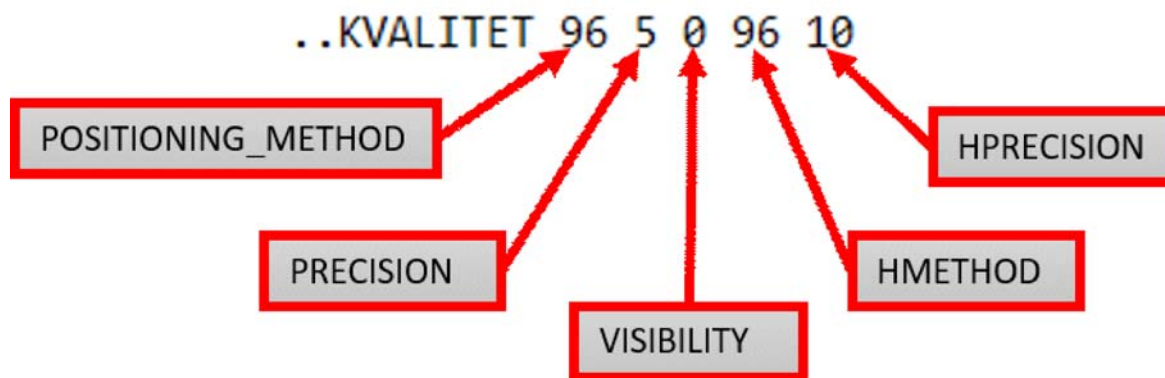 ..KVALITET 96 5 0 96 10
POSITIONING_METHOD
HPRECISION
PRECISION
HMETHOD
VISIBILITY